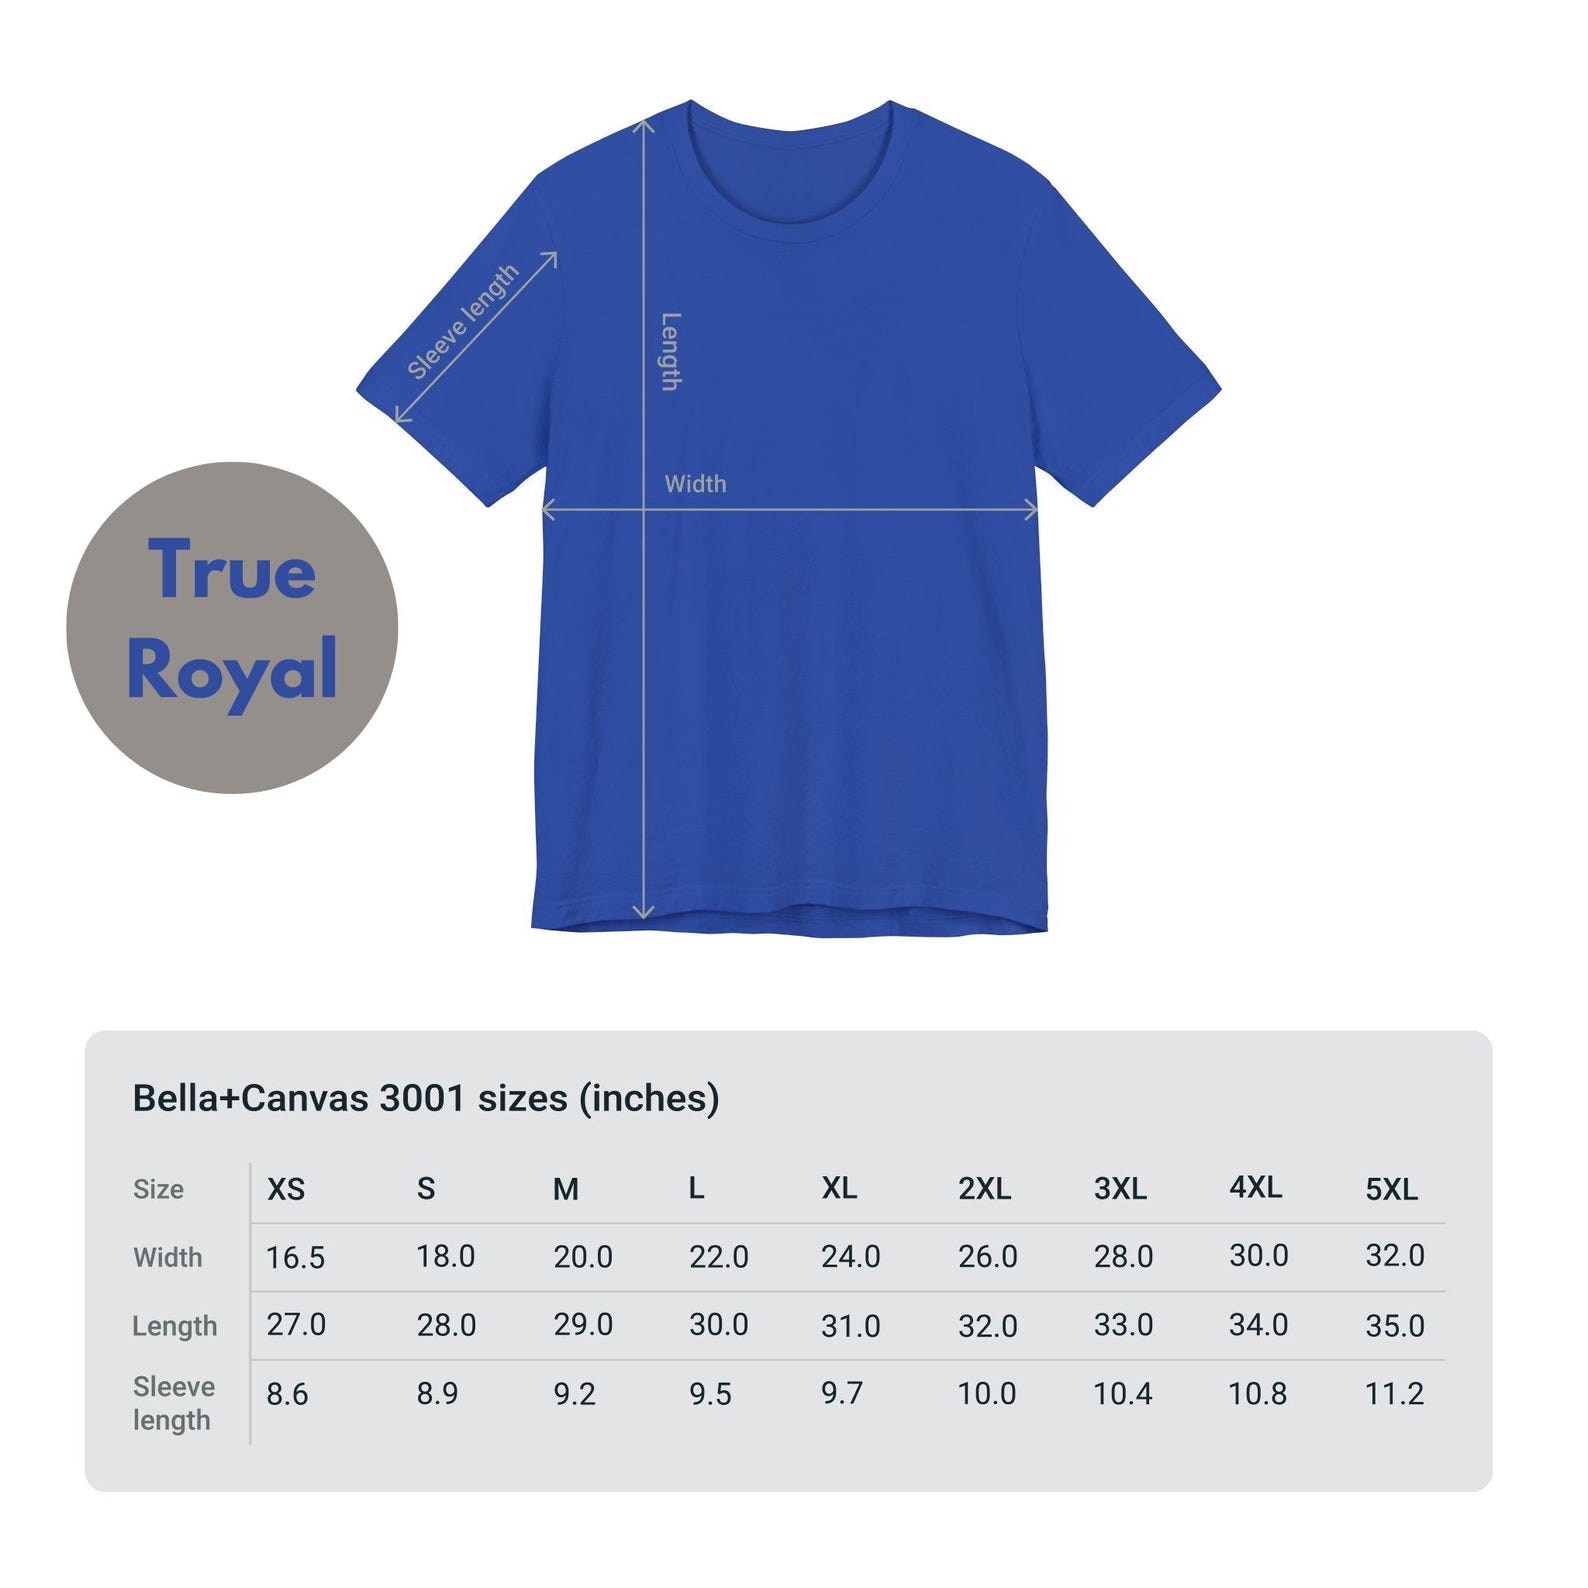 Sleeve length
Length
Width
True
Royal
Bella+Canvas 3001 sizes (inches)
Size XS S M L XL 2XL 3XL 4XL 5XL
Width 16.5 18.0 20.0 22.0 24.0 26.0 28.0 30.0 32.0
Length 27.0 28.0 29.0 30.0 31.0 32.0 33.0 34.0 35.0
Sleeve length 8.6 8.9 9.2 9.5 9.7 10.0 10.4 10.8 11.2